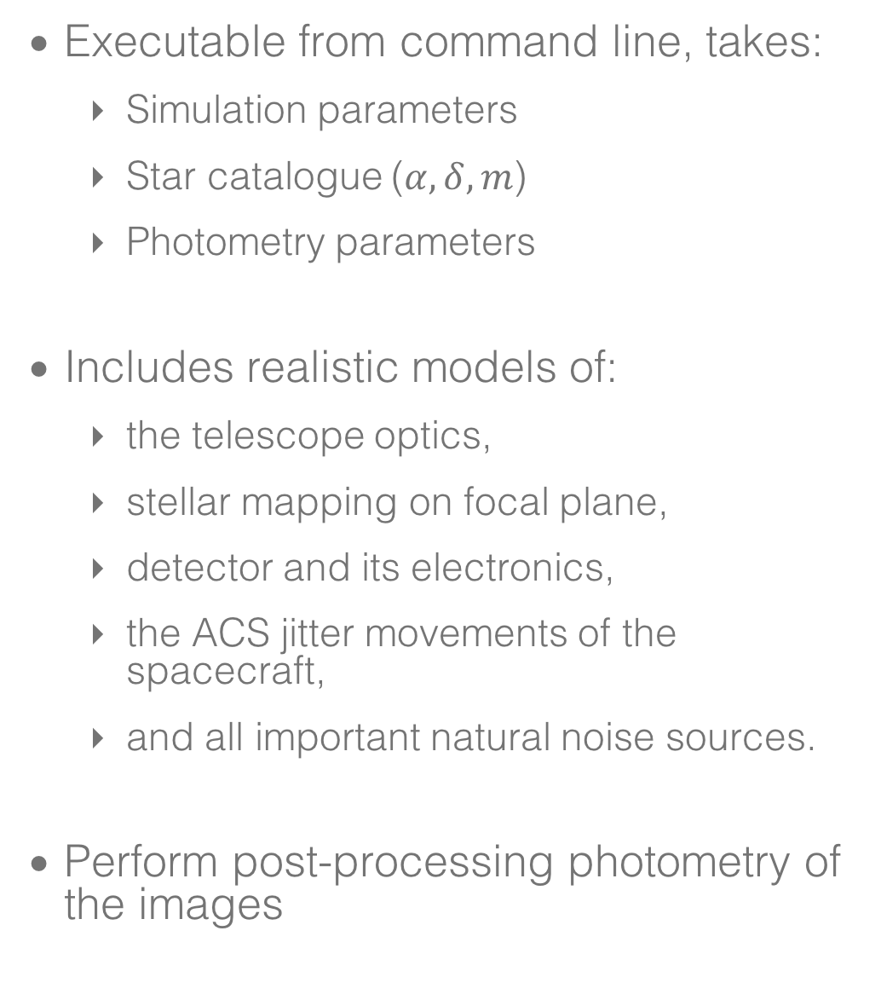 • Executable from command line, takes:
‣ Simulation parameters
‣ Star catalogue (α, δ, m)
‣ Photometry parameters
• Includes realistic models of:
‣ the telescope optics,
‣ stellar mapping on focal plane,
‣ detector and its electronics,
‣ the ACS jitter movements of the
spacecraft,
‣ and all important natural noise sources.
• Perform post-processing photometry of
the images